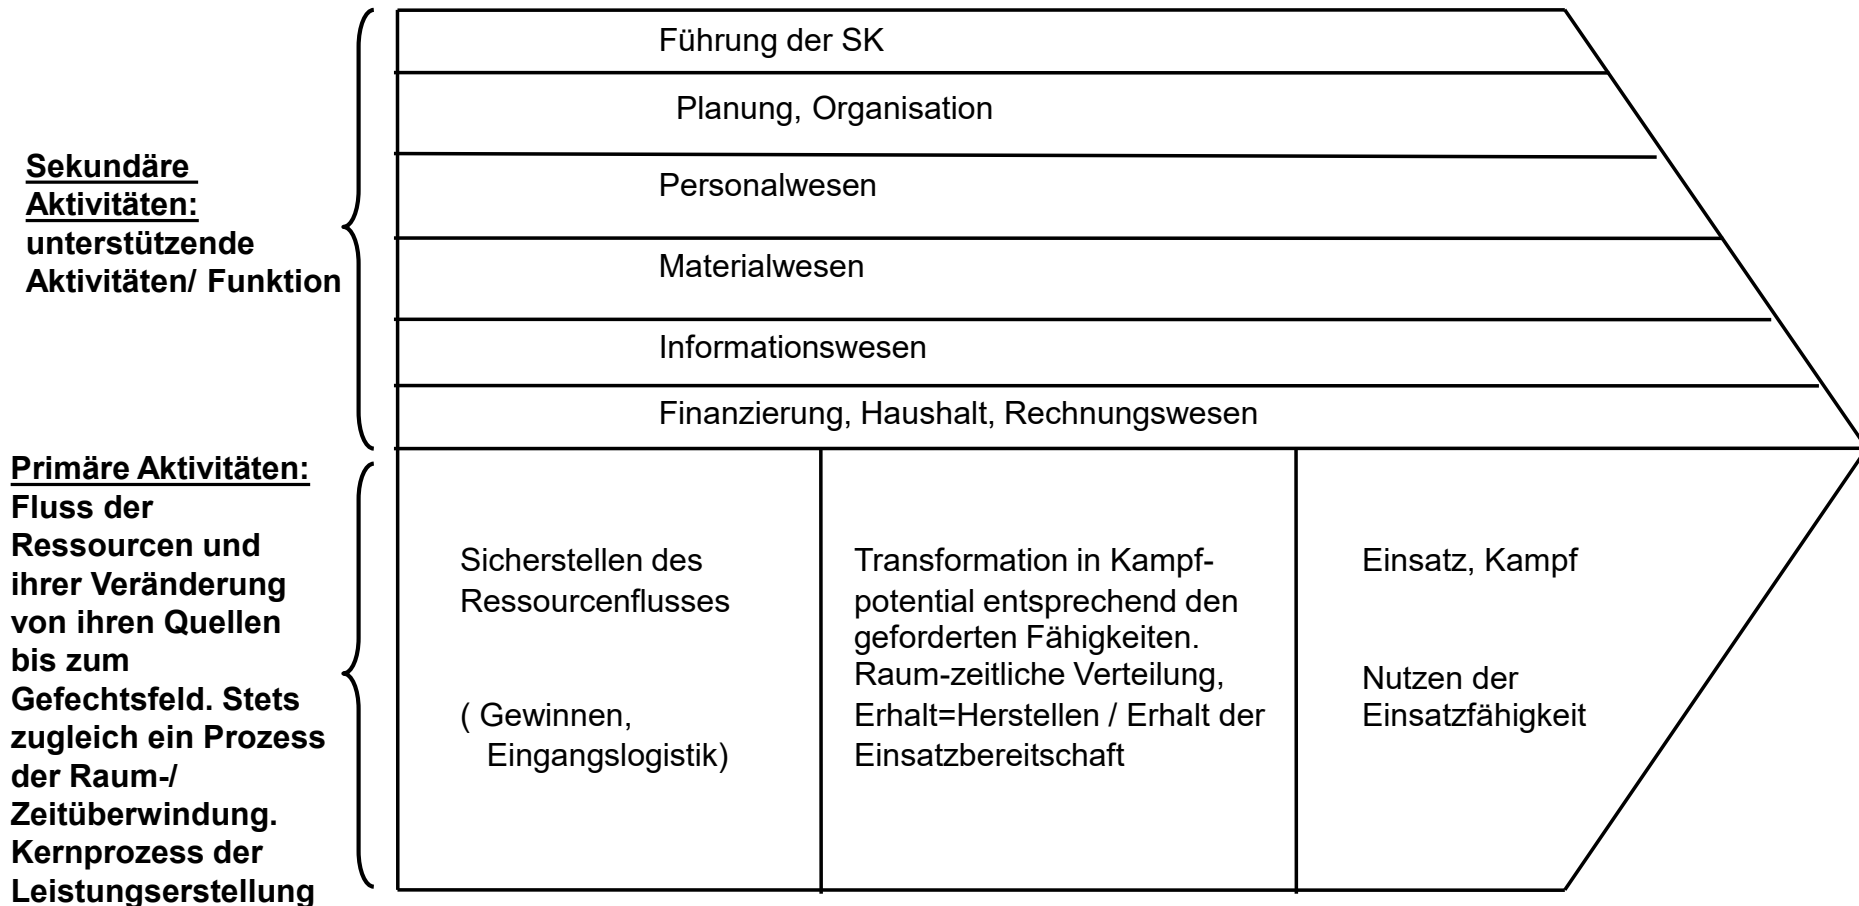 Führung der SK
Planung, Organisation
Sekundäre
Aktivitäten:
unterstützende
Aktivitäten/ Funktion
Personalwesen
Materialwesen
Informationswesen
Finanzierung, Haushalt, Rechnungswesen
Primäre Aktivitäten:
Fluss der
Ressourcen und
ihrer Veränderung
von ihren Quellen
bis zum
Gefechtsfeld. Stets
zugleich ein Prozess
der Raum-/
Zeitüberwindung.
Kernprozess der
Leistungserstellung
Sicherstellen des
Ressourcenflusses
( Gewinnen,
Eingangslogistik)
Transformation in Kampf-
potential entsprechend den
geforderten Fähigkeiten.
Raum-zeitliche Verteilung,
Erhalt=Herstellen / Erhalt der
Einsatzbereitschaft
Einsatz, Kampf
Nutzen der
Einsatzfähigkeit